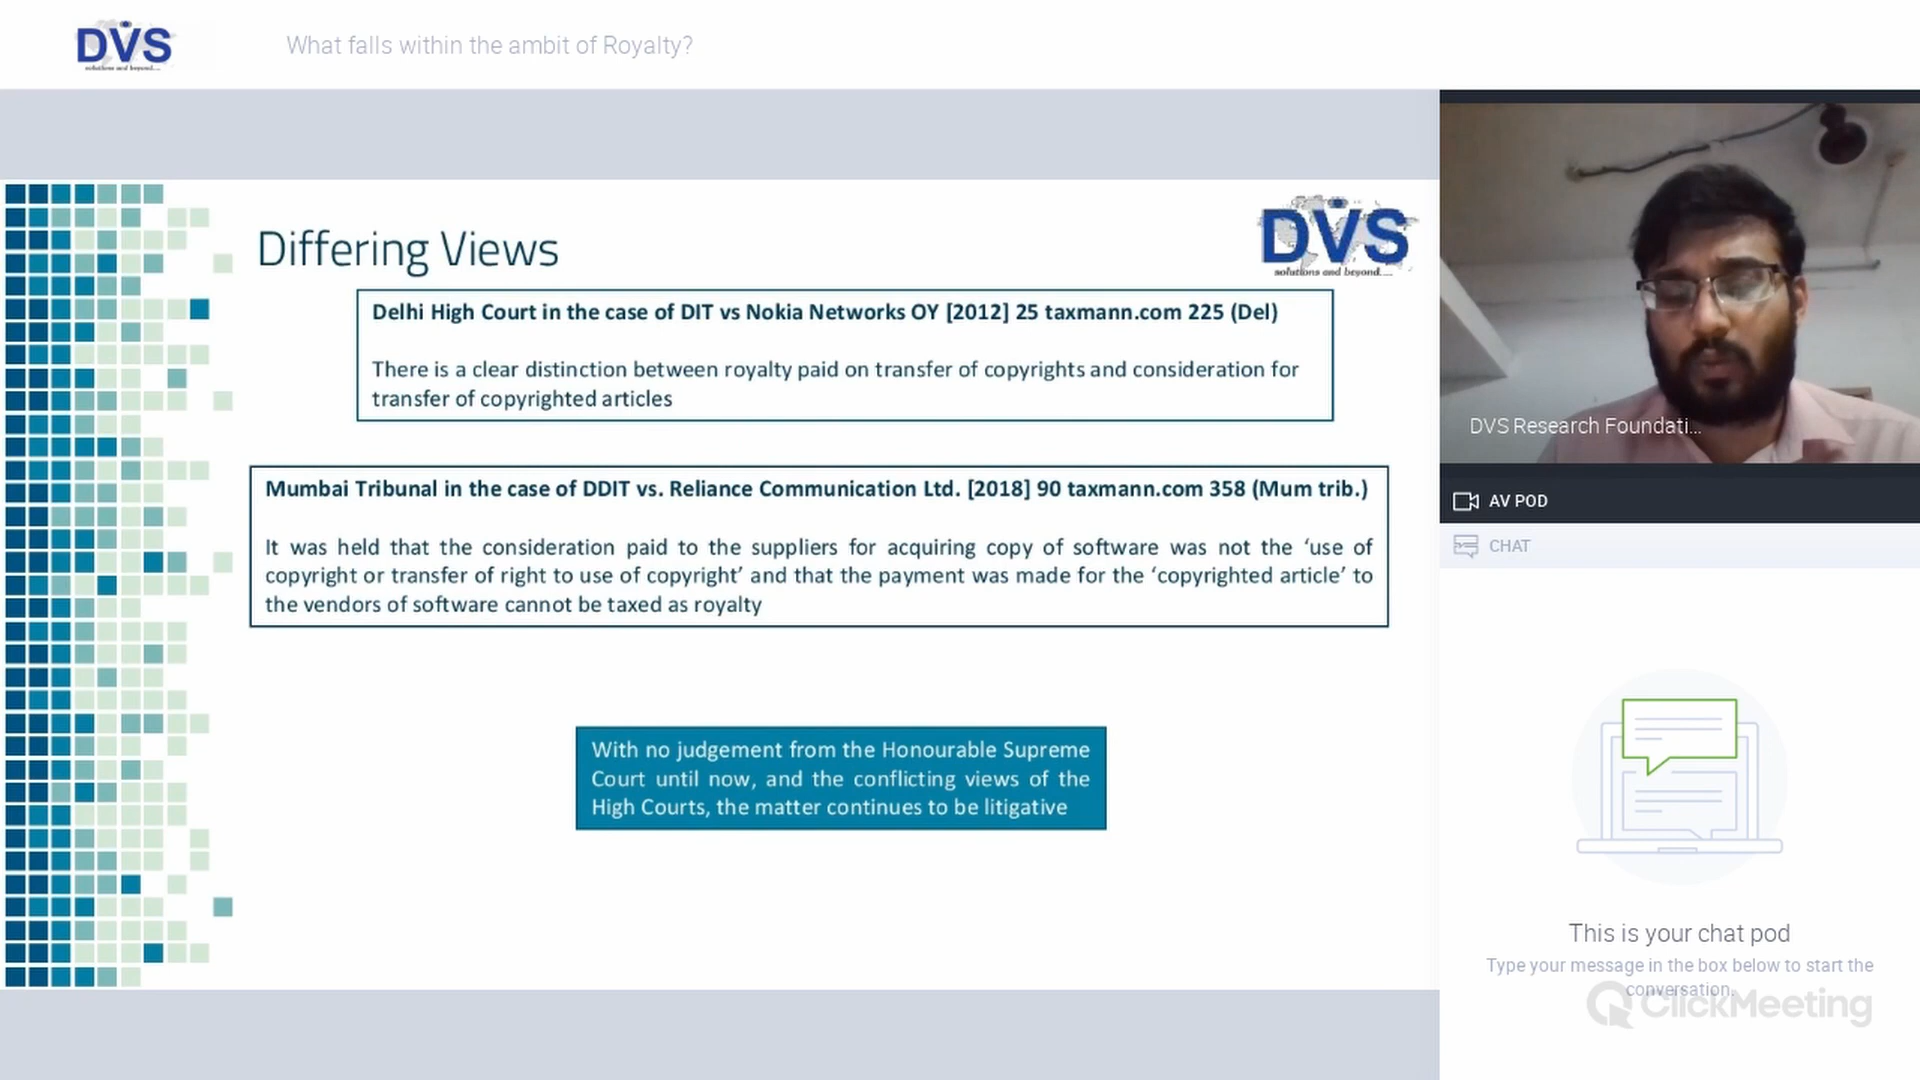 DVS
solutions and beyond....
What falls within the ambit of Royalty?
Differing Views
DVS
solutions and beyond....
Delhi High Court in the case of DIT vs Nokia Networks OY [2012] 25 taxmann.com 225 (Del)
There is a clear distinction between royalty paid on transfer of copyrights and consideration for
transfer of copyrighted articles
Mumbai Tribunal in the case of DDIT vs. Reliance Communication Ltd. [2018] 90 taxmann.com 358 (Mum trib.)
It was held that the consideration paid to the suppliers for acquiring copy of software was not the ‘use of
copyright or transfer of right to use of copyright’ and that the payment was made for the ‘copyrighted article’ to
the vendors of software cannot be taxed as royalty
With no judgement from the Honourable Supreme
Court until now, and the conflicting views of the
High Courts, the matter continues to be litigative
DVS Research Foundati...
AV POD
CHAT
This is your chat pod
Type your message in the box below to start the
conversation.
ClickMeeting